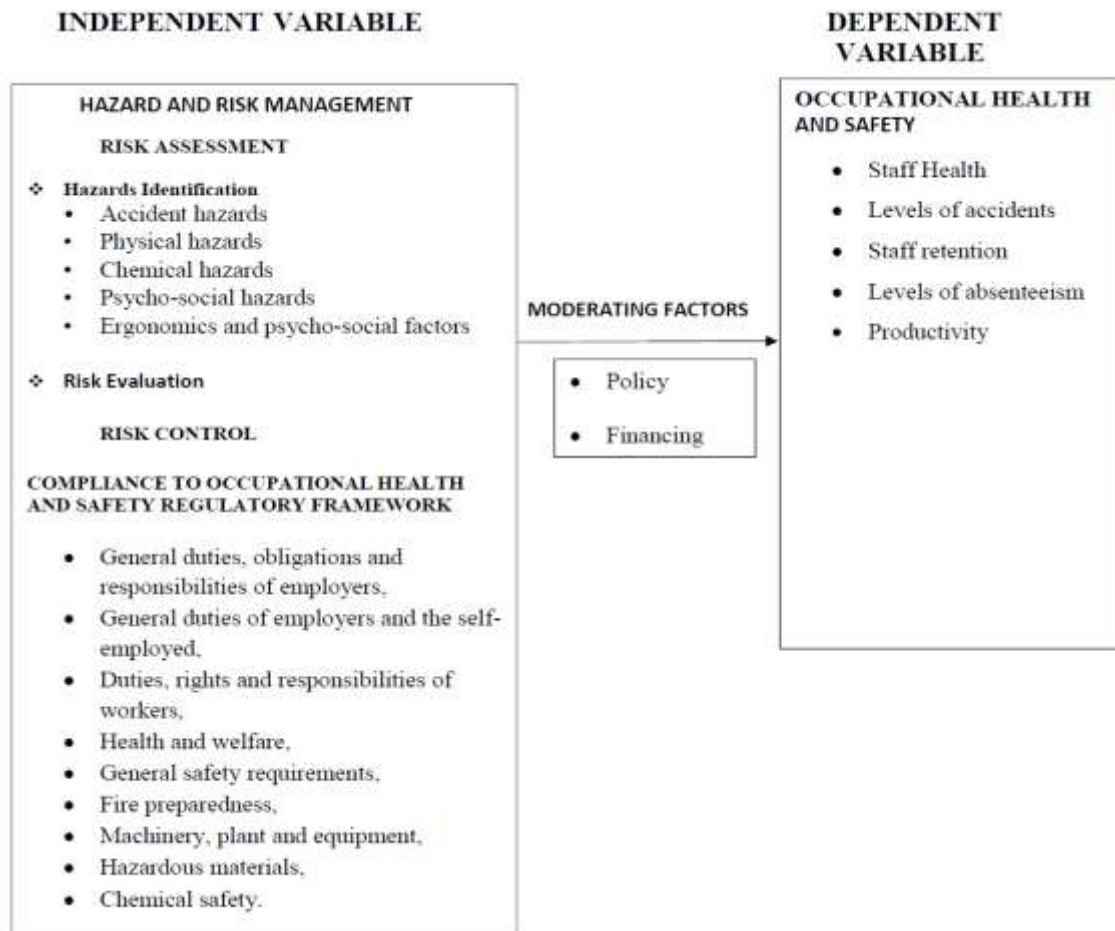 INDEPENDENT VARIABLE
HAZARD AND RISK MANAGEMENT
RISK ASSESSMENT
❖ Hazards Identification
• Accident hazards
• Physical hazards
• Chemical hazards
• Psycho-social hazards
• Ergonomics and psycho-social factors
❖ Risk Evaluation
RISK CONTROL
COMPLIANCE TO OCCUPATIONAL HEALTH
AND SAFETY REGULATORY FRAMEWORK
• General duties, obligations and
responsibilities of employers,
• General duties of employers and the self-
employed,
• Duties, rights and responsibilities of
workers,
• Health and welfare,
• General safety requirements,
• Fire preparedness,
• Machinery, plant and equipment,
• Hazardous materials,
• Chemical safety.
MODERATING FACTORS
• Policy
• Financing
DEPENDENT
VARIABLE
OCCUPATIONAL HEALTH
AND SAFETY
• Staff Health
• Levels of accidents
• Staff retention
• Levels of absenteeism
• Productivity